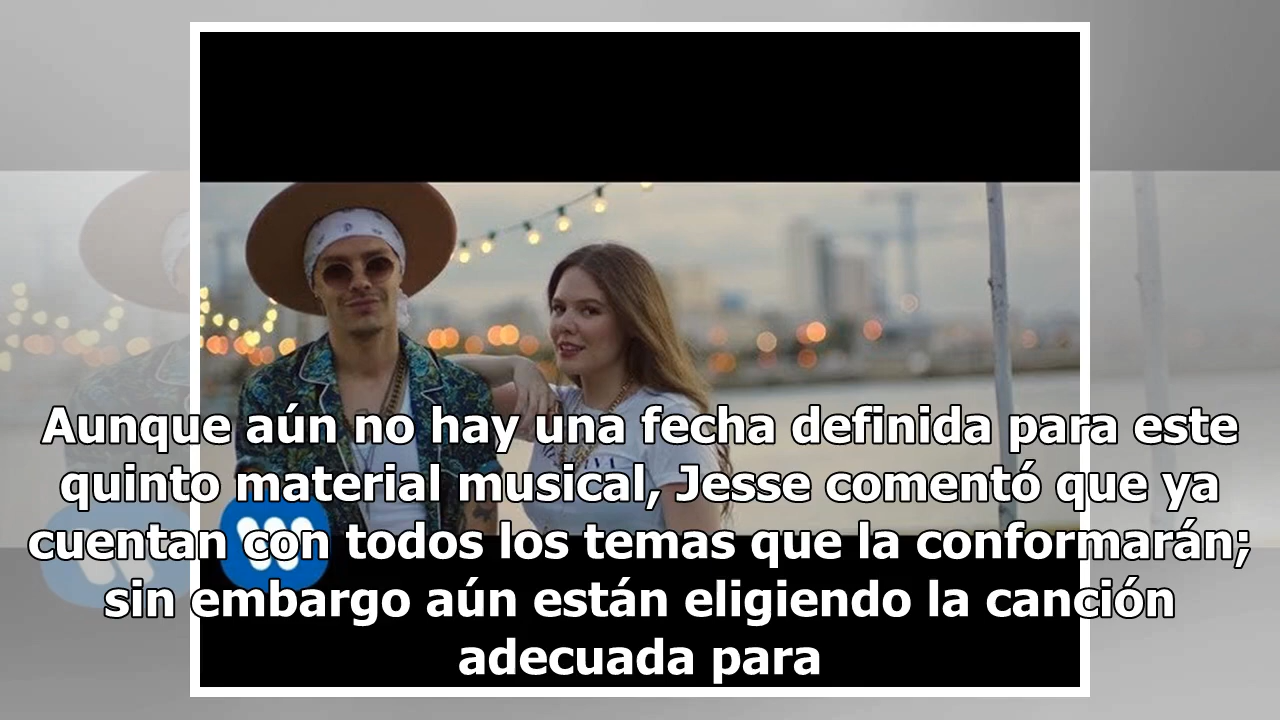 Aunque aún no hay una fecha definida para este
quinto material musical, Jesse comentó que ya
cuentan con todos los temas que la conformarán;
sin embargo aún están eligiendo la canción
adecuada para